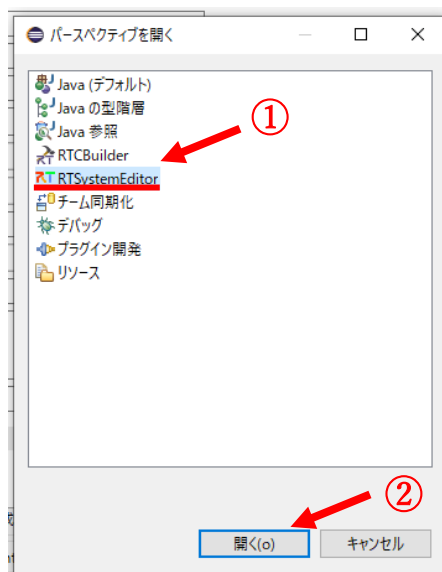 パースペクティブを開く
Java (デフォルト)
Java の型階層
①
Java 参照
RTCBuilder
RTSystemEditor
チーム同期化
デバッグ
プラグイン開発
リソース
②
開く(o)
キャンセル